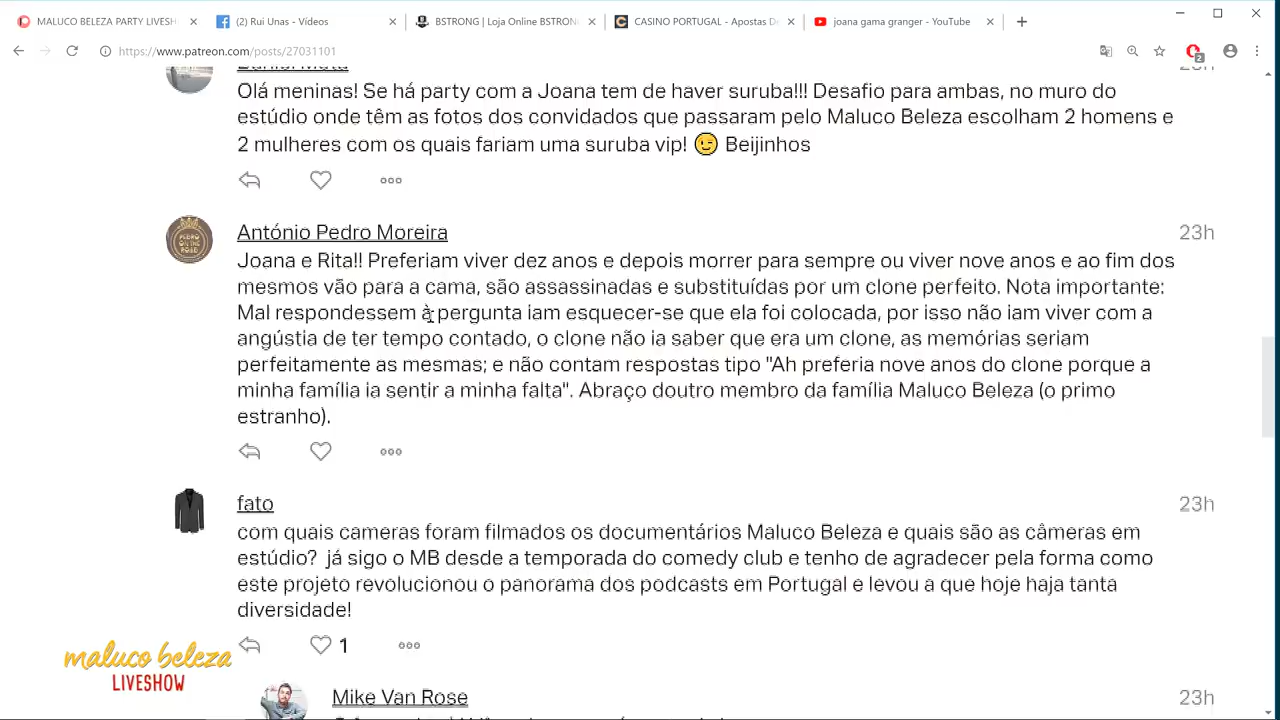 MALUCO BELEZA PARTY LIVESH
(2) Rui Unas - Vídeos
BSTRONG | Loja Online BSTRON
CASINO PORTUGAL - Apostas De
joana gama granger - YouTube
https://www.patreon.com/posts/27031101
2
Olá meninas! Se há party com a Joana tem de haver suruba!!! Desafio para ambas, no muro do
estúdio onde têm as fotos dos convidados que passaram pelo Maluco Beleza escolham 2 homens e
2 mulheres com os quais fariam uma suruba vip! 😉 Beijinhos
António Pedro Moreira
23h
Joana e Rita!! Preferiam viver dez anos e depois morrer para sempre ou viver nove anos e ao fim dos
mesmos vão para a cama, são assassinadas e substituídas por um clone perfeito. Nota importante:
Mal respondessem à pergunta iam esquecer-se que ela foi colocada, por isso não iam viver com a
angústia de ter tempo contado, o clone não ia saber que era um clone, as memórias seriam
perfeitamente as mesmas; e não contam respostas tipo "Ah preferia nove anos do clone porque a
minha família ia sentir a minha falta". Abraço doutro membro da família Maluco Beleza (o primo
estranho).
fato
23h
com quais cameras foram filmados os documentários Maluco Beleza e quais são as câmeras em
estúdio? já sigo o MB desde a temporada do comedy club e tenho de agradecer pela forma como
este projeto revolucionou o panorama dos podcasts em Portugal e levou a que hoje haja tanta
diversidade!
1
maluco beleza
LIVESHOW
Mike Van Rose
23h